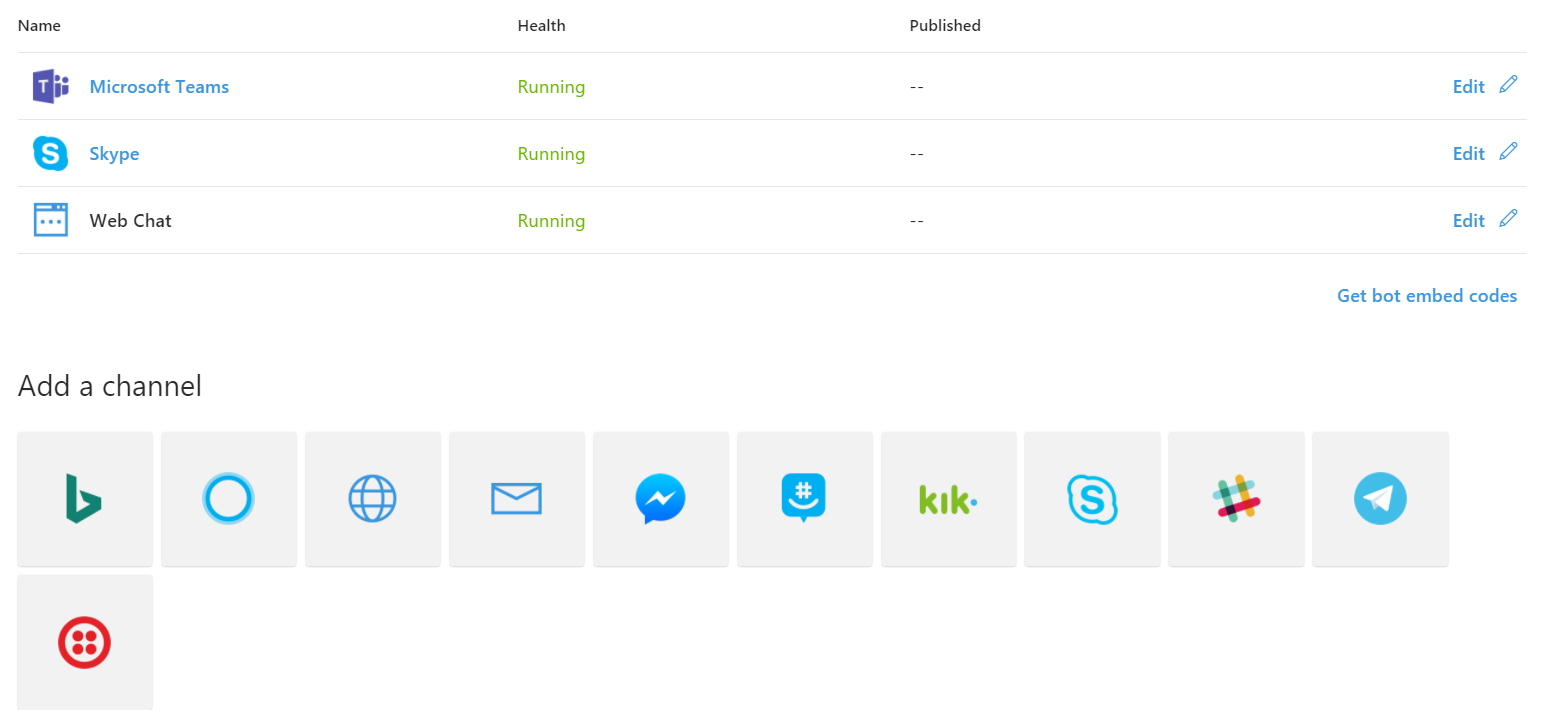 Name Health Published
Microsoft Teams Running -- Edit
Skype Running -- Edit
Web Chat Running -- Edit
Get bot embed codes
Add a channel
kik.